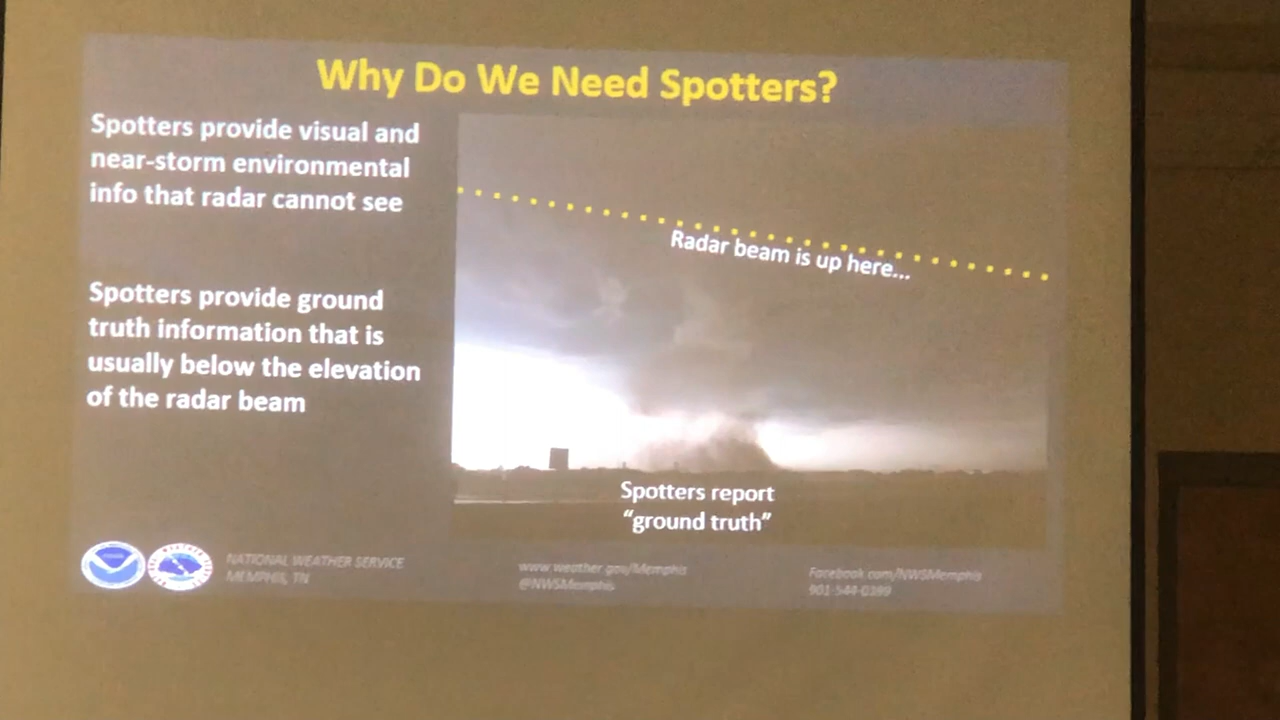 Why Do We Need Spotters?
Spotters provide visual and
near-storm environmental
info that radar cannot see
Spotters provide ground
truth information that is
usually below the elevation
of the radar beam
Radar beam is up here...
Spotters report
“ground truth”
NATIONAL WEATHER SERVICE
MEMPHIS, TN
www.weather.gov/Memphis
@NWSMemphis
Facebook.com/NWSMemphis
901-544-0399